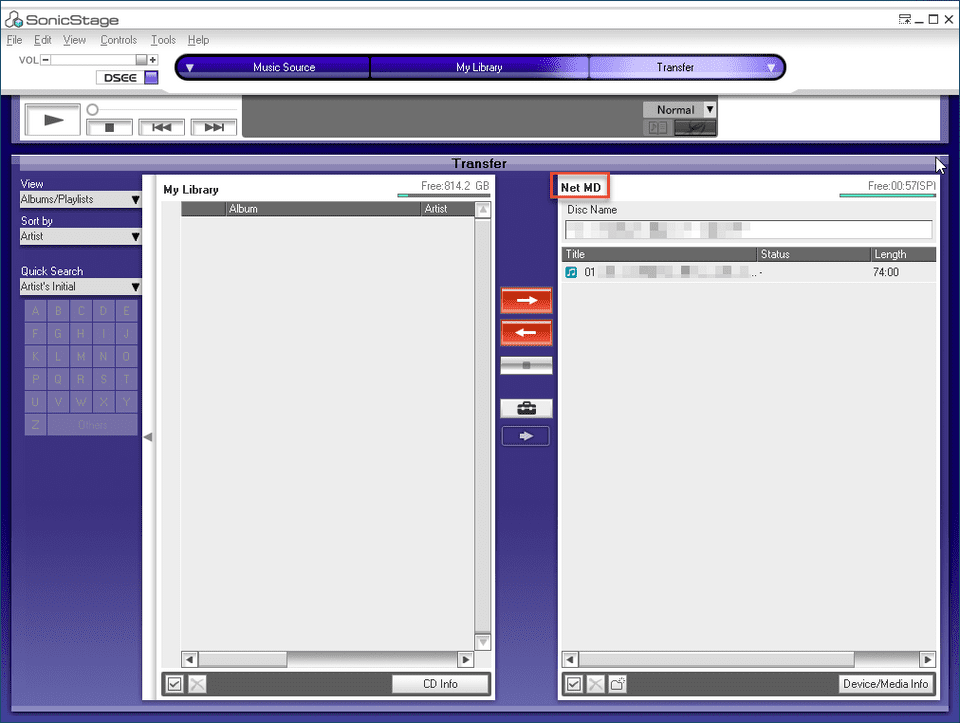 SonicStage
File Edit View Controls Tools Help
VOL
DSEE
Music Source My Library Transfer
Normal
Transfer
View
Albums/Playlists
Sort by
Artist
Quick Search
Artist's Initial
A B C D E
F G H I J
K L M N O
P Q R S T
U V W X Y
Z Others
My Library Free:814.2 GB
Album Artist
CD Info
Net MD Free:00:57(SP)
Disc Name
Title Status Length
01 ..- 74:00
Device/Media Info